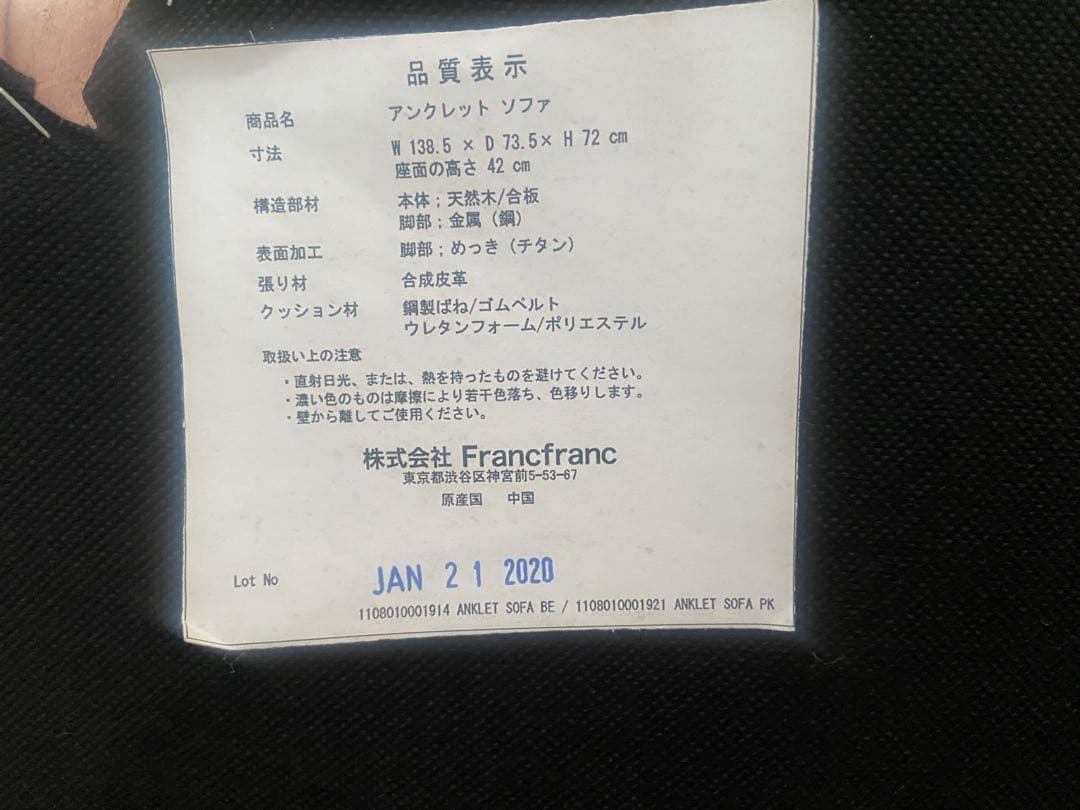 品質表示
商品名 アンクレット ソファ
寸法 W 138.5 × D 73.5× H 72 cm
座面の高さ 42 cm
構造部材 本体；天然木/合板
脚部；金属（鋼）
表面加工 脚部；めっき（チタン）
張り材 合成皮革
クッション材 鋼製ばね/ゴムベルト
ウレタンフォーム/ポリエステル
取扱い上の注意
・直射日光、または、熱を持ったものを避けてください。
・濃い色のものは摩擦により若干色落ち、色移りします。
・壁から離してご使用ください。
株式会社 Francfranc
東京都渋谷区神宮前5-53-67
原産国 中国
Lot No JAN 21 2020
1108010001914 ANKLET SOFA BE / 1108010001921 ANKLET SOFA PK